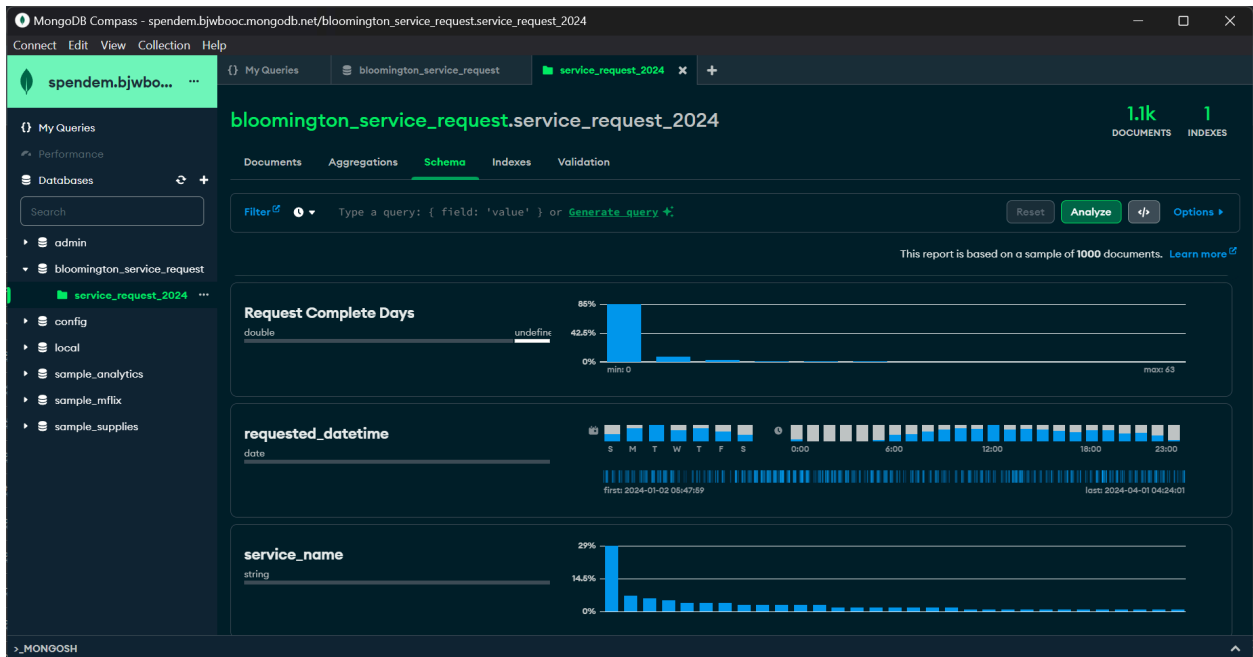 MongoDB Compass - spendem.bjwbooc.mongodb.net/bloomington_service_request.service_request_2024
Connect Edit View Collection Help
spendem.bjwbo... ...
{} My Queries
bloomington_service_request
service_request_2024
{} My Queries
Performance
Databases
Search
admin
bloomington_service_request
service_request_2024 ...
config
local
sample_analytics
sample_mflix
sample_supplies
bloomington_service_request.service_request_2024
1.1k
DOCUMENTS
1
INDEXES
Documents Aggregations Schema Indexes Validation
Filter Type a query: { field: 'value' } or Generate query
Reset Analyze </> Options
This report is based on a sample of 1000 documents. Learn more
Request Complete Days
double undefine
85%
42.5%
0%
min: 0 max: 63
requested_datetime
date
S M T W T F S
0:00 6:00 12:00 18:00 23:00
first: 2024-01-02 05:47:59 last: 2024-04-01 04:24:01
service_name
string
29%
14.5%
0%
>_MONGOSH